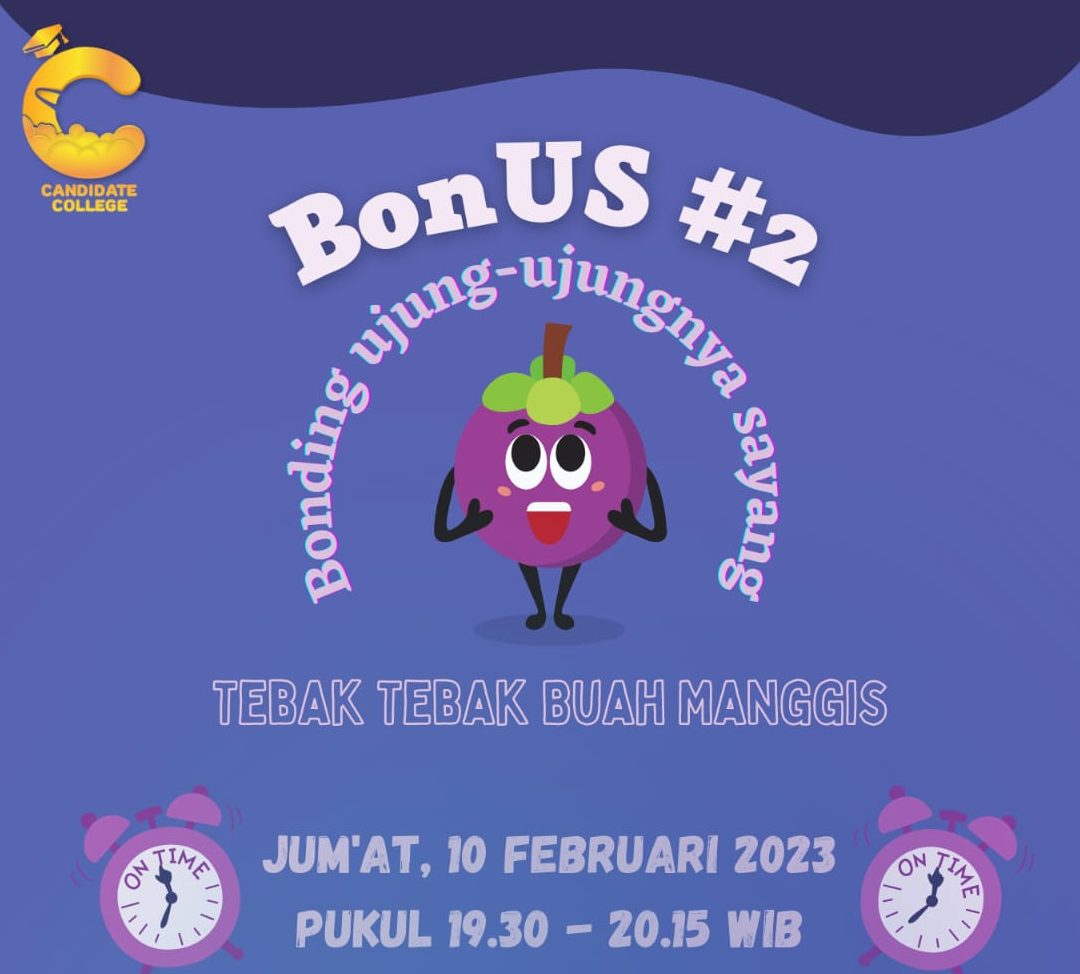 CANDIDATE
COLLEGE
BonUS #2
Bonding ujung-ujungnya sayang
TEBAK TEBAK BUAH MANGGIS
ON TIME
JUM'AT, 10 FEBRUARI 2023
ON TIME
PUKUL 19.30 - 20.15 WIB